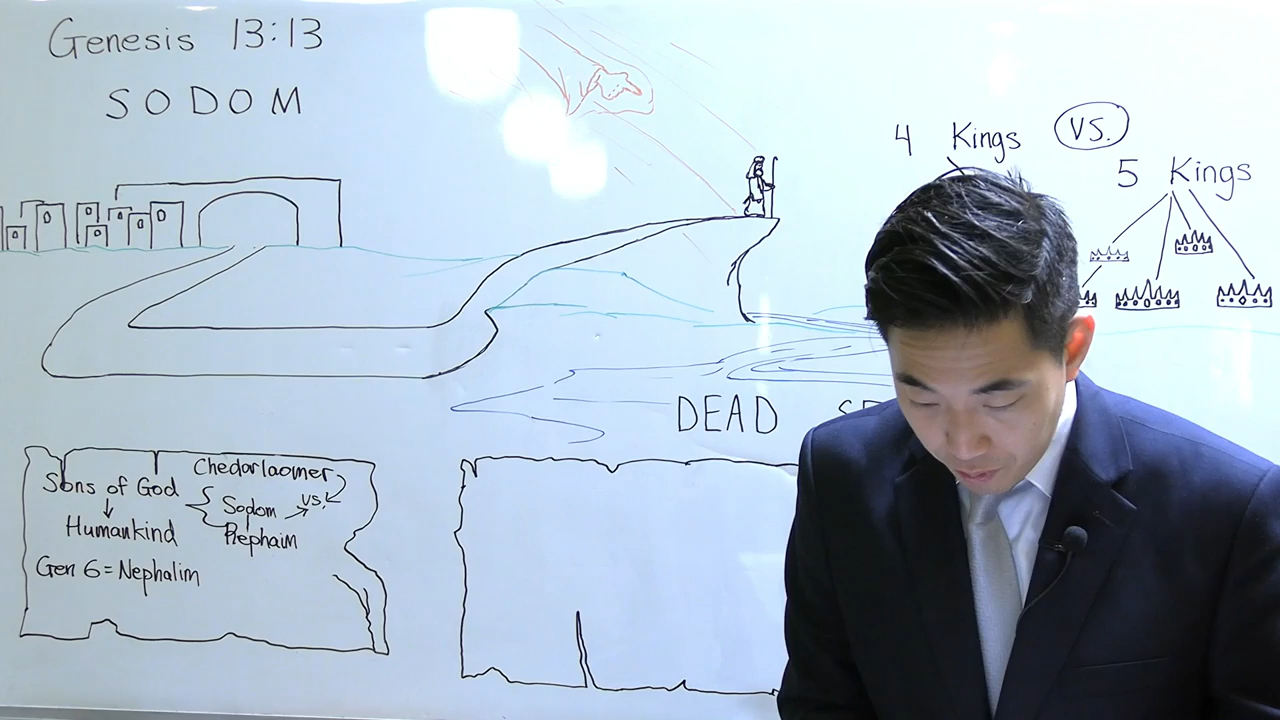 Genesis 13:13
SODOM
4 Kings vs.
5 Kings
DEAD SE
Chedorlaomer
Sons of God
Sodom vs.
Humankind
Rephaim
Gen 6 = Nephalim